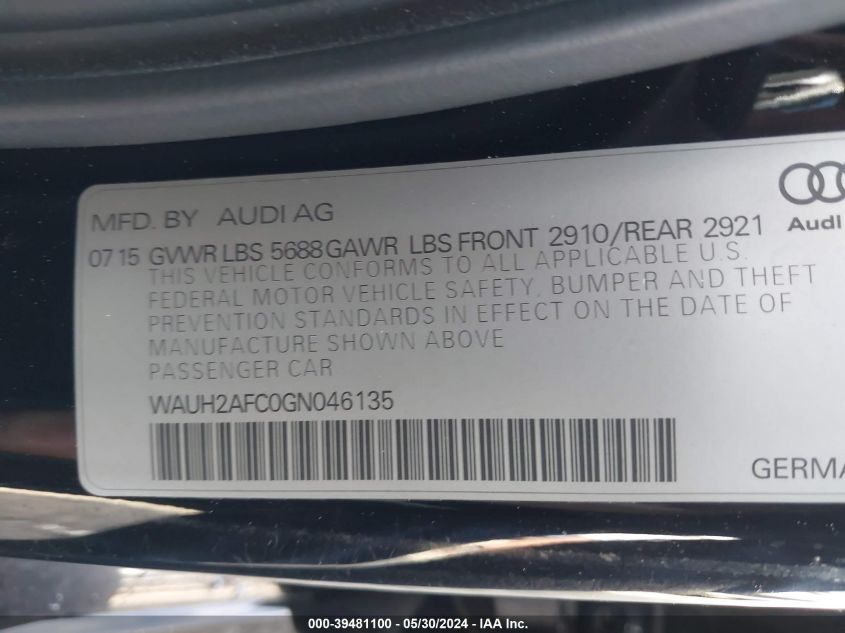 MFD. BY AUDI AG
Audi
07 15 GVWR LBS 5688 GAWR LBS FRONT 2910/REAR 2921
THIS VEHICLE CONFORMS TO ALL APPLICABLE U.S.
FEDERAL MOTOR VEHICLE SAFETY, BUMPER AND THEFT
PREVENTION STANDARDS IN EFFECT ON THE DATE OF
MANUFACTURE SHOWN ABOVE
PASSENGER CAR
WAUH2AFC0GN046135
GERMA
000-39481100 - 05/30/2024 - IAA Inc.